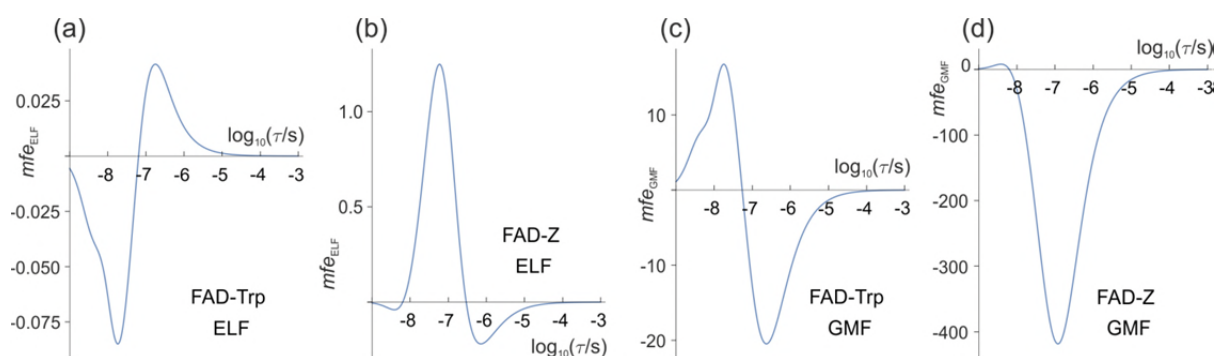 (a)
mfe_ELF
0.025
0.000
-0.025
-0.050
-0.075
log₁₀(τ/s)
-8 -7 -6 -5 -4 -3
FAD-Trp
ELF
(b)
mfe_ELF
1.0
0.5
FAD-Z
ELF
-8 -7 -6 -5 -4 -3
log₁₀(τ/s)
(c)
mfe_GMF
10
-10
-20
log₁₀(τ/s)
-8 -7 -6 -5 -4 -3
FAD-Trp
GMF
(d)
mfe_GMF
log₁₀(τ/s)
0
-8 -7 -6 -5 -4 -3
-100
-200
-300
-400
FAD-Z
GMF